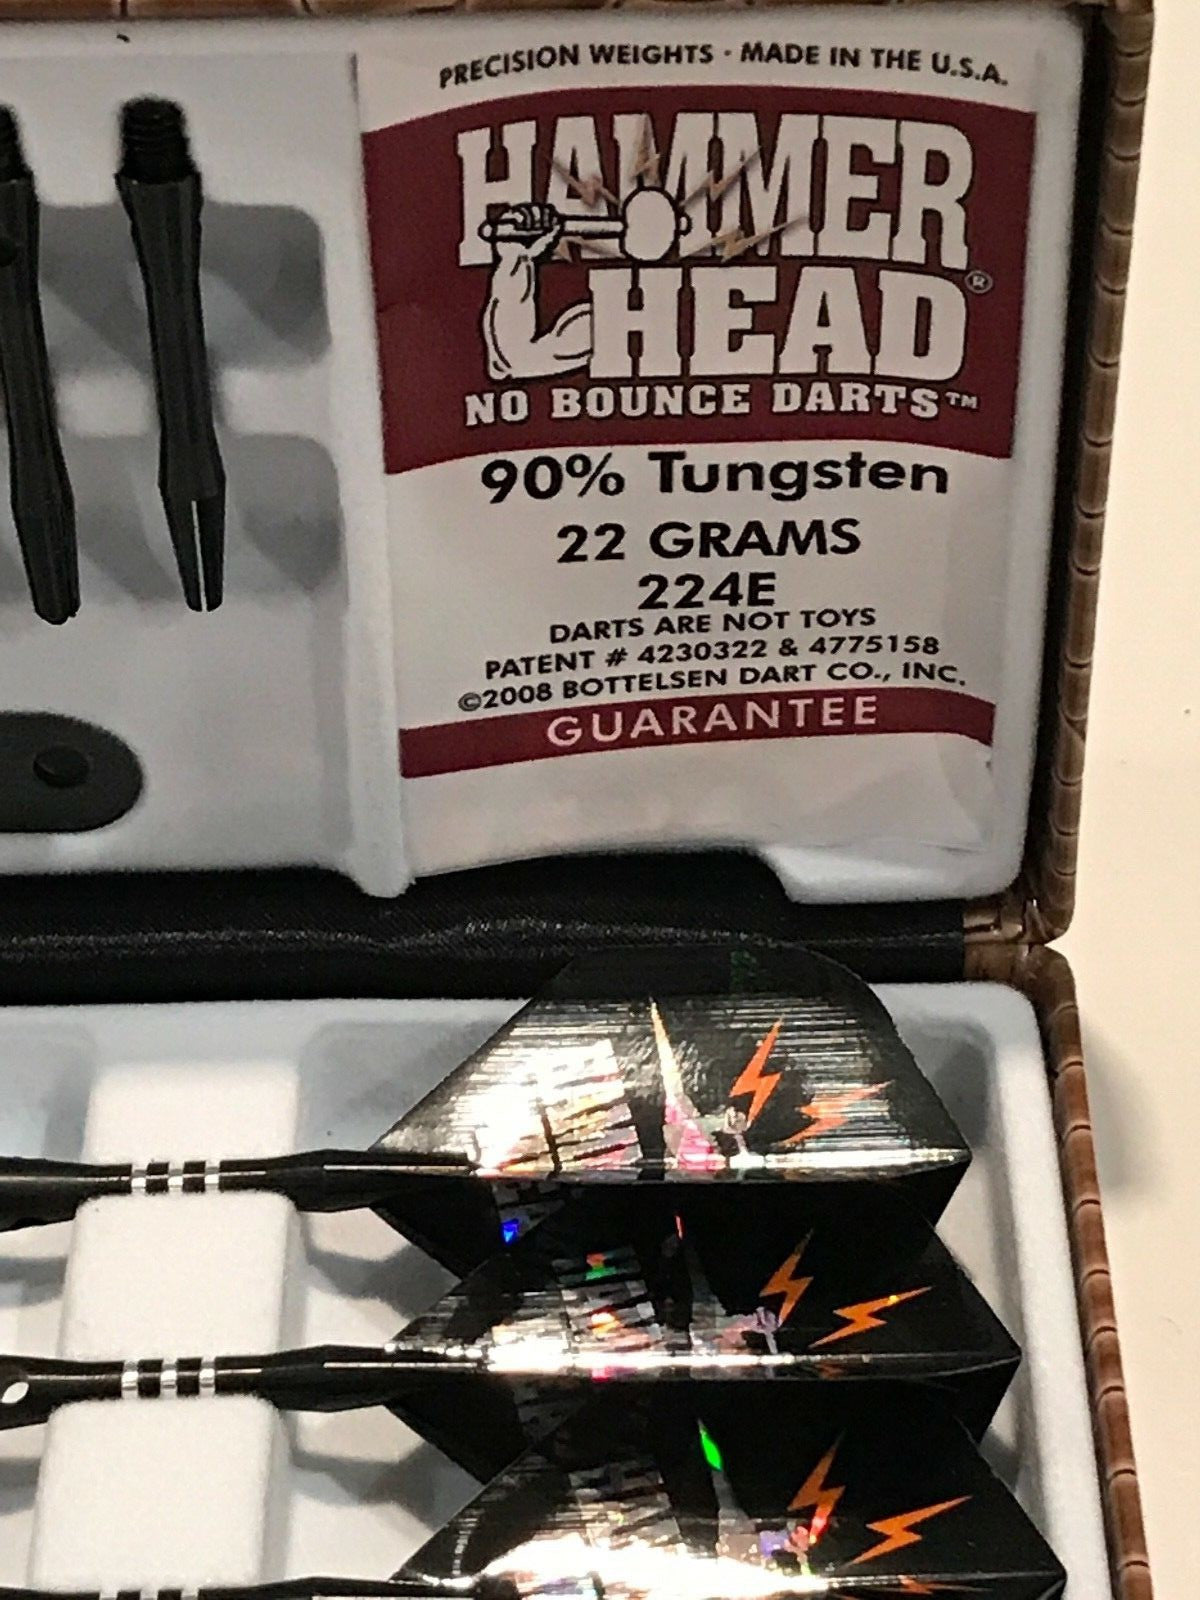 PRECISION WEIGHTS · MADE IN THE U.S.A.
HAMMER
HEAD®
NO BOUNCE DARTS™
90% Tungsten
22 GRAMS
224E
DARTS ARE NOT TOYS
PATENT # 4230322 & 4775158
©2008 BOTTELSEN DART CO., INC.
GUARANTEE